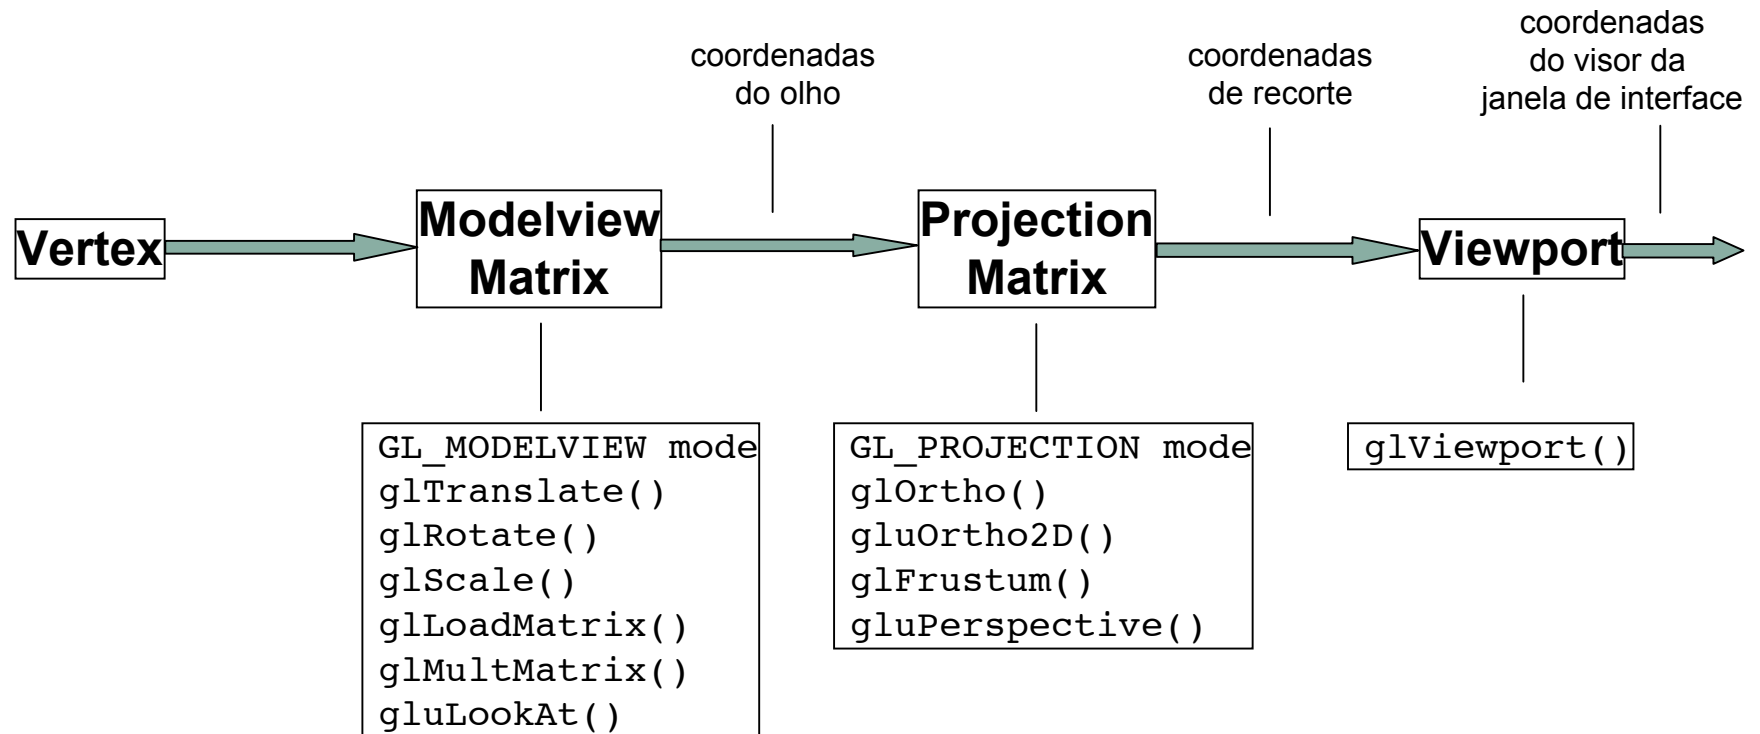 coordenadas
do olho
coordenadas
de recorte
coordenadas
do visor da
janela de interface
Vertex
Modelview
Matrix
Projection
Matrix
Viewport
GL_MODELVIEW mode
glTranslate()
glRotate()
glScale()
glLoadMatrix()
glMultMatrix()
gluLookAt()
GL_PROJECTION mode
glOrtho()
gluOrtho2D()
glFrustum()
gluPerspective()
glViewport()